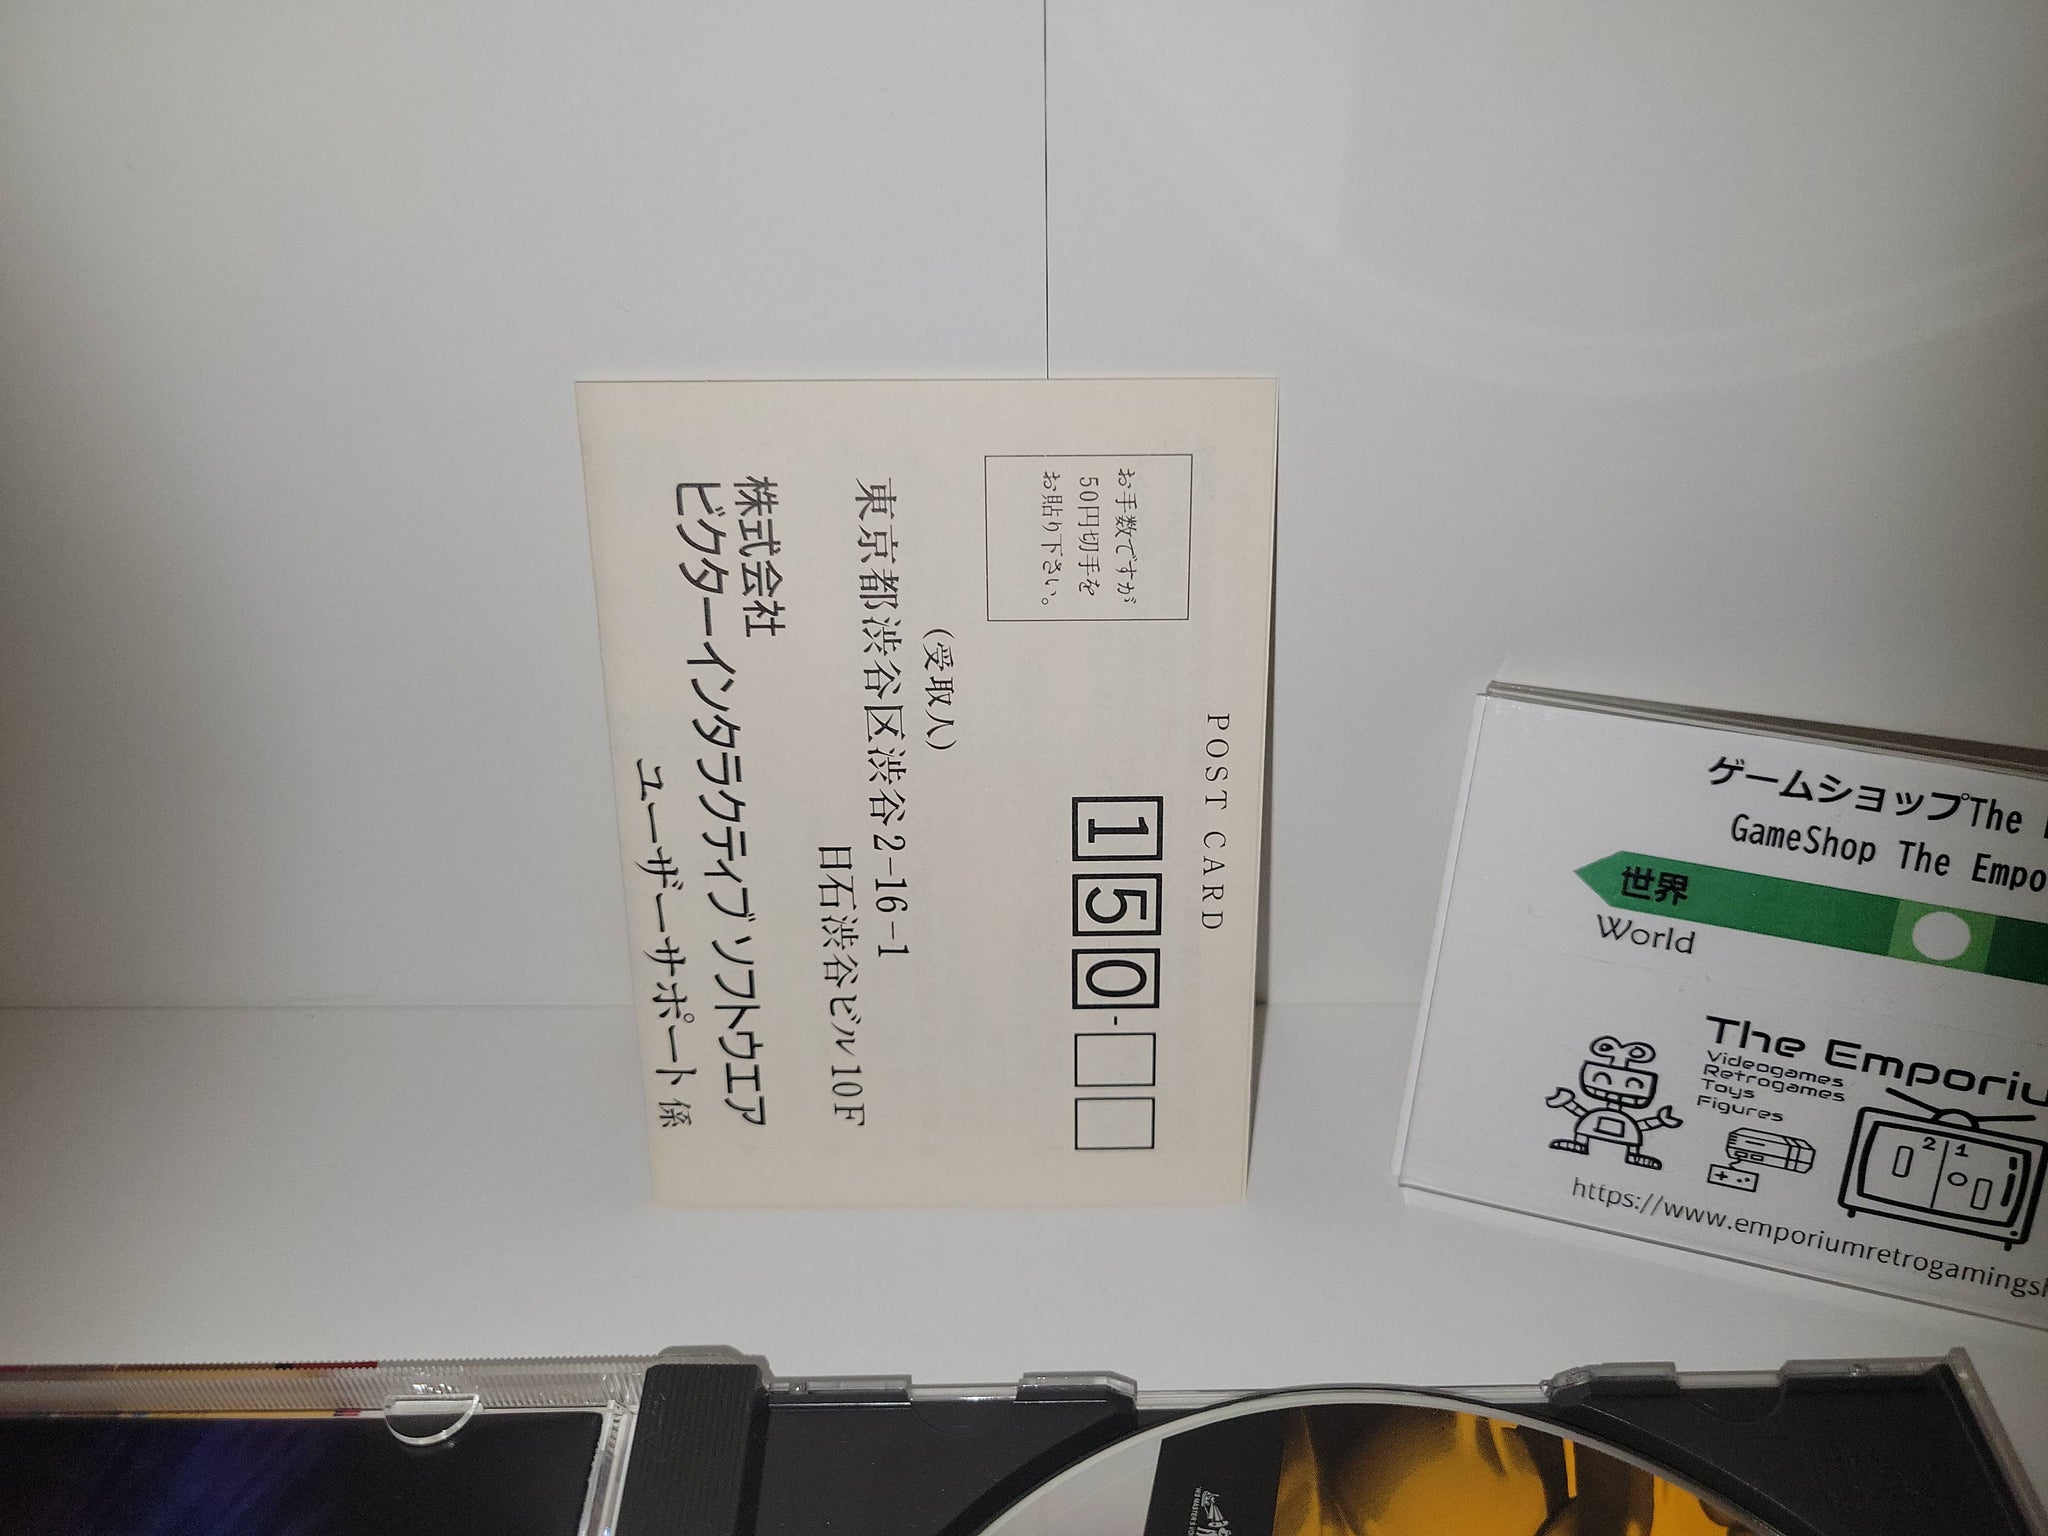 POST CARD
150-
お手数ですが
50円切手を
お貼り下さい。
(受取人)
東京都渋谷区渋谷2-16-1
日石渋谷ビル10F
株式会社
ビクターインタラクティブソフトウエア
ユーザーサポート係
ゲームショップThe
GameShop The Empo
世界
World
The Emporiu
Videogames
Retrogames
Toys
Figures
2 1
https://www.emporiumretrogamingsh